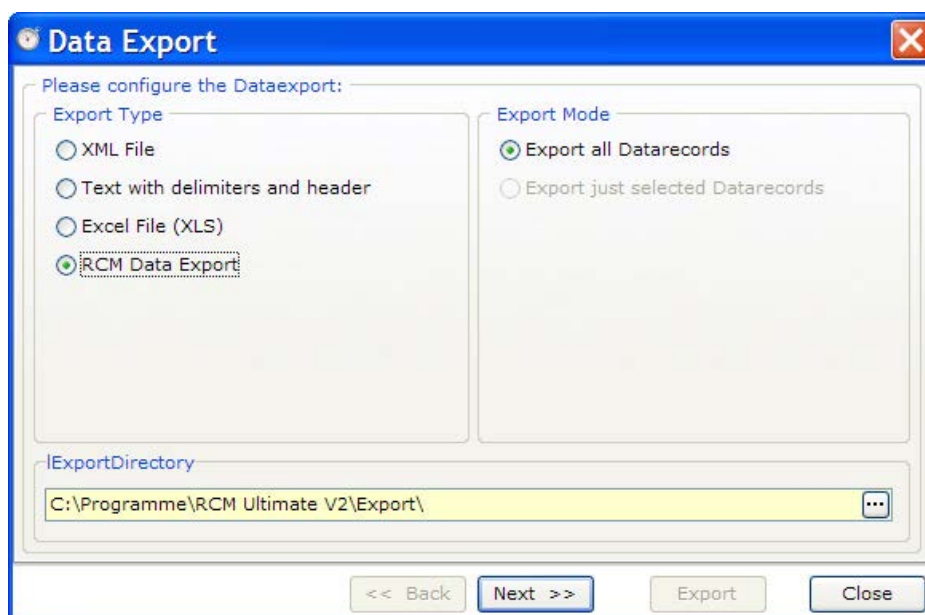 Data Export
Please configure the Dataexport:
Export Type
XML File
Text with delimiters and header
Excel File (XLS)
RCM Data Export
Export Mode
Export all Datarecords
Export just selected Datarecords
lExportDirectory
C:\Programme\RCM Ultimate V2\Export\
...
<< Back
Next >>
Export
Close